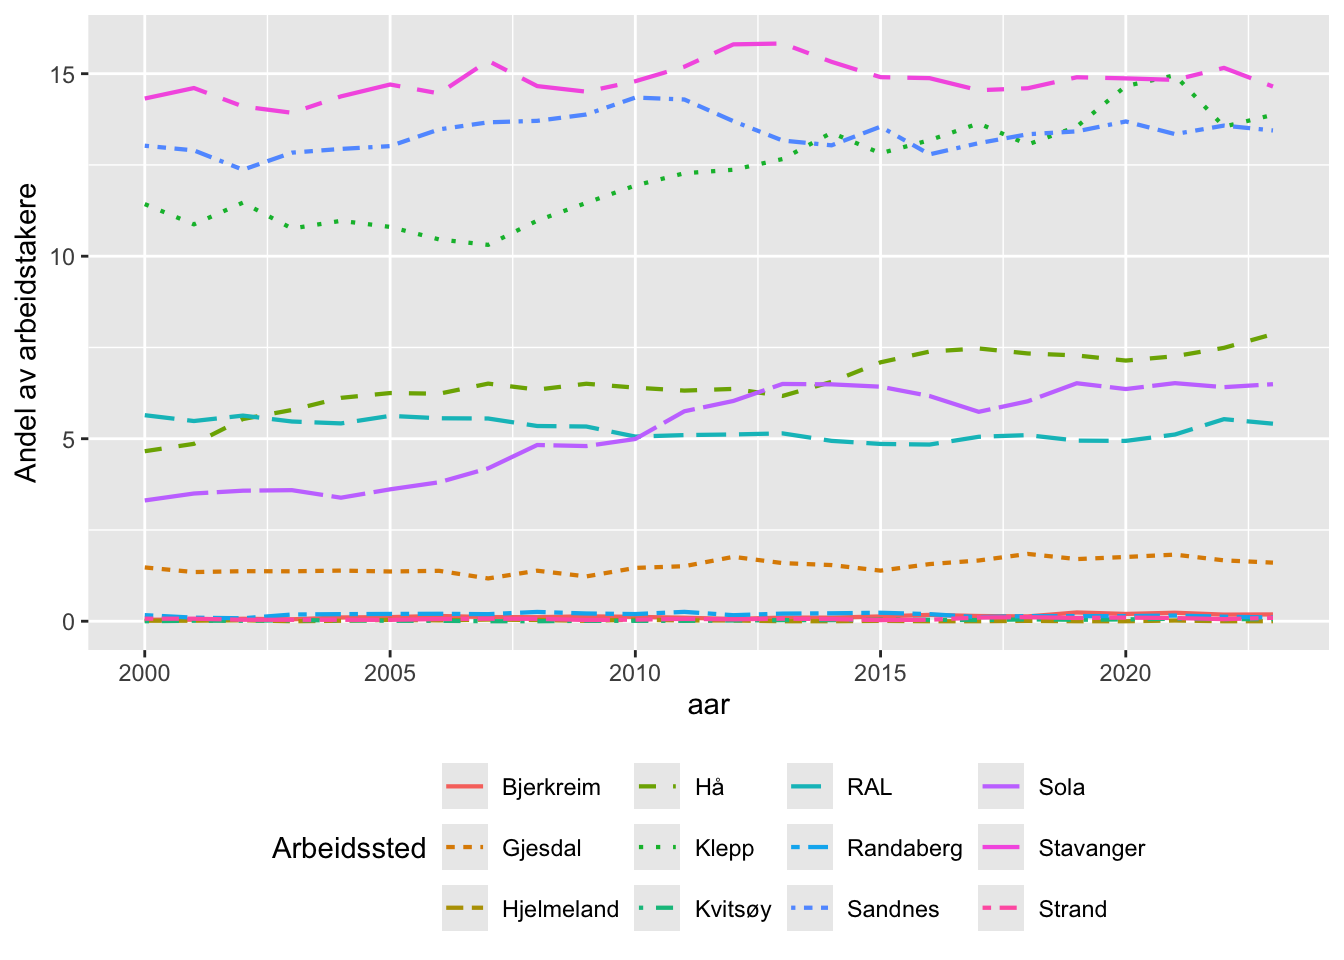 Andel av arbeidstakere
15
10
5
0
2000 2005 2010 2015 2020
aar
Arbeidssted
Bjerkreim Hå RAL Sola
Gjesdal Klepp Randaberg Stavanger
Hjelmeland Kvitsøy Sandnes Strand